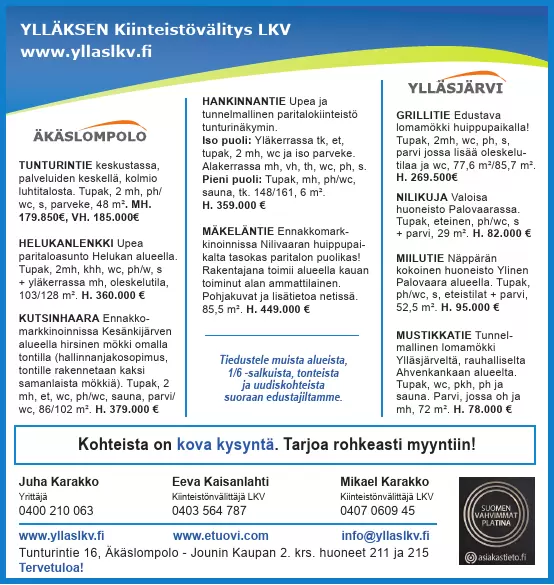 YLLÄKSEN Kiinteistövälitys LKV
www.yllaslkv.fi
ÄKÄSLOMPOLO
TUNTURINTIE keskustassa,
palveluiden keskellä, kolmio
luhtitalosta. Tupak, 2 mh, ph/
wc, s, parveke, 48 m². MH.
179.850€, VH. 185.000€
HELUKANLENKKI Upea
paritaloasunto Helukan alueella.
Tupak, 2mh, khh, wc, ph/w, s
+ yläkerrassa mh, oleskelutila,
103/128 m². H. 360.000 €
KUTSINHAARA Ennakko-
markkinoinnissa Kesänkijärven
alueella hirsinen mökki omalla
tontilla (hallinnanjakosopimus,
tontille rakennetaan kaksi
samanlaista mökkiä). Tupak, 2
mh, et, wc, ph/wc, sauna, parvi/
wc, 86/102 m². H. 379.000 €
HANKINNANTIE Upea ja
tunnelmallinen paritalokiinteistö
tunturinäkymin.
Iso puoli: Yläkerrassa tk, et,
tupak, 2 mh, wc ja iso parveke.
Alakerrassa mh, vh, th, wc, ph, s.
Pieni puoli: Tupak, mh, ph/wc,
sauna, tk. 148/161, 6 m².
H. 359.000 €
MÄKELÄNTIE Ennakkomark-
kinoinnissa Nilivaaran huippupai-
kalta tasokas paritalon puolikas!
Rakentajana toimii alueella kauan
toiminut alan ammattilainen.
Pohjakuvat ja lisätietoa netissä.
85,5 m². H. 449.000 €
Tiedustele muista alueista,
1/6 -salkuista, tonteista
ja uudiskohteista
suoraan edustajiltamme.
YLLÄSJÄRVI
GRILLITIE Edustava
lomamökki huippupaikalla!
Tupak, 2mh, wc, ph, s,
parvi jossa lisää oleskelu-
tilaa ja wc, 77,6 m²/85,7 m².
H. 269.500€
NILIKUJA Valoisa
huoneisto Palovaarassa.
Tupak, eteinen, ph/wc, s
+ parvi, 29 m². H. 82.000 €
MIILUTIE Näppärän
kokoinen huoneisto Ylinen
Palovaara alueella. Tupak,
ph/wc, s, eteistilat + parvi,
52,5 m². H. 95.000 €
MUSTIKKATIE Tunnel-
mallinen lomamökki
Ylläsjärveltä, rauhalliselta
Ahvenkankaan alueelta.
Tupak, wc, pkh, ph ja
sauna. Parvi, jossa oh ja
mh, 72 m². H. 78.000 €
Kohteista on kova kysyntä. Tarjoa rohkeasti myyntiin!
Juha Karakko
Yrittäjä
0400 210 063
Eeva Kaisanlahti
Kiinteistönvälittäjä LKV
0403 564 787
Mikael Karakko
Kiinteistönvälittäjä LKV
0407 0609 45
www.yllaslkv.fi www.etuovi.com info@yllaslkv.fi
Tunturintie 16, Äkäslompolo - Jounin Kaupan 2. krs. huoneet 211 ja 215
Tervetuloa!
SUOMEN
VAHVIMMAT
PLATINA
asiakastieto.fi